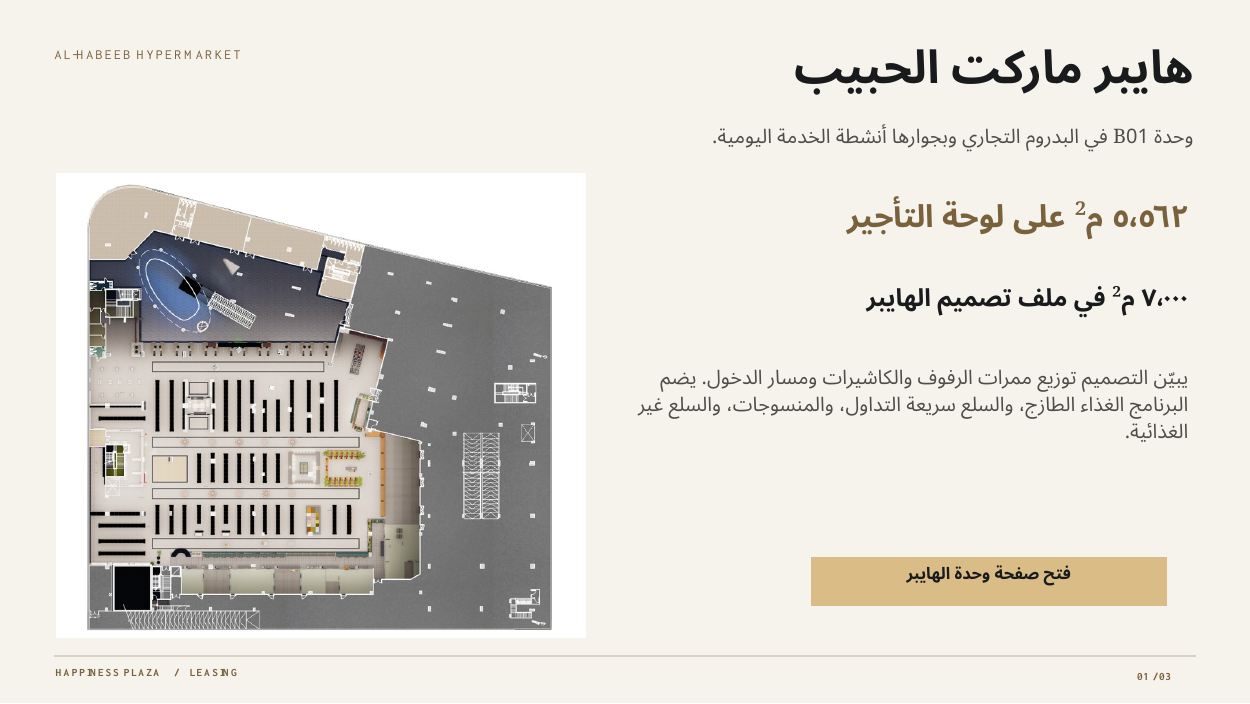 AL-HABEEB HYPERMARKET
هايبر ماركت الحبيب
وحدة B01 في البدروم التجاري وبجوارها أنشطة الخدمة اليومية.
٥،٥٦٢ م² على لوحة التأجير
٧،٠٠٠ م² في ملف تصميم الهايبر
يبيّن التصميم توزيع ممرات الرفوف والكاشيرات ومسار الدخول. يضم
البرنامج الغذاء الطازج، والسلع سريعة التداول، والمنسوجات، والسلع غير
الغذائية.
فتح صفحة وحدة الهايبر
HAPPINESS PLAZA / LEASING
01 /03